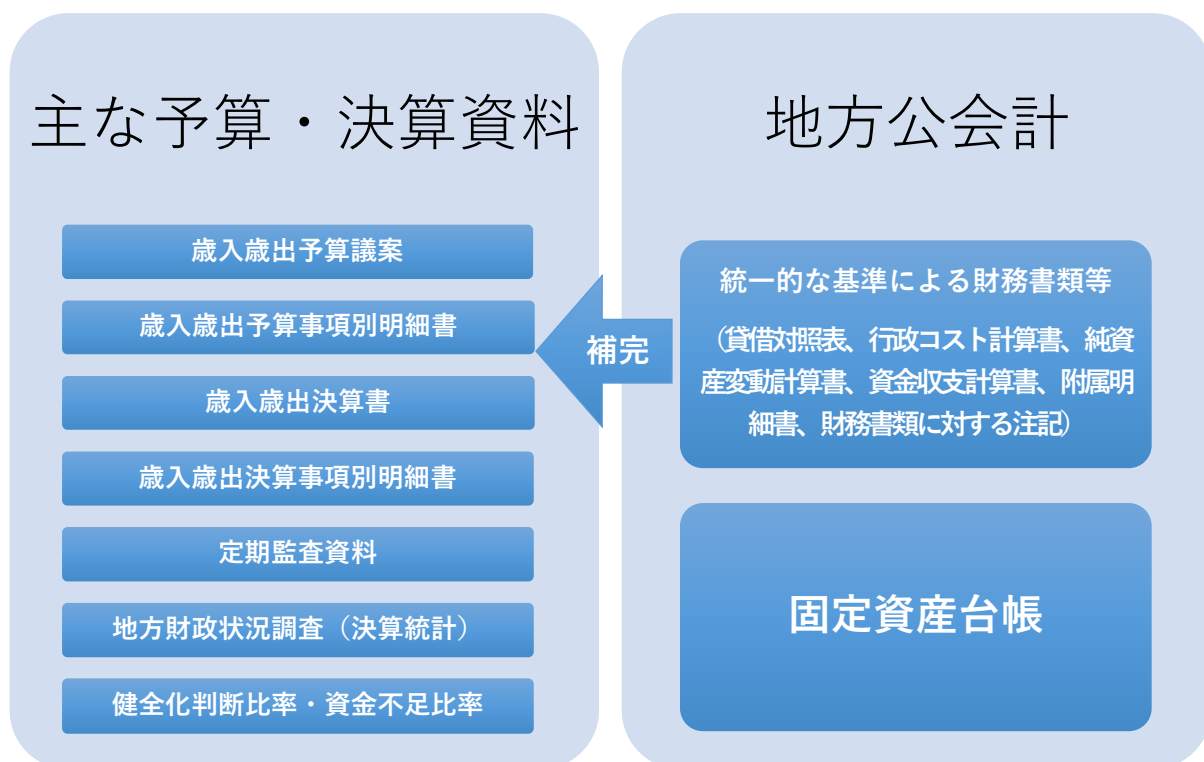 主な予算・決算資料
歳入歳出予算議案
歳入歳出予算事項別明細書
歳入歳出決算書
歳入歳出決算事項別明細書
定期監査資料
地方財政状況調査（決算統計）
健全化判断比率・資金不足比率
補完
地方公会計
統一的な基準による財務書類等
（貸借対照表、行政コスト計算書、純資
産変動計算書、資金収支計算書、附属明
細書、財務書類に対する注記）
固定資産台帳